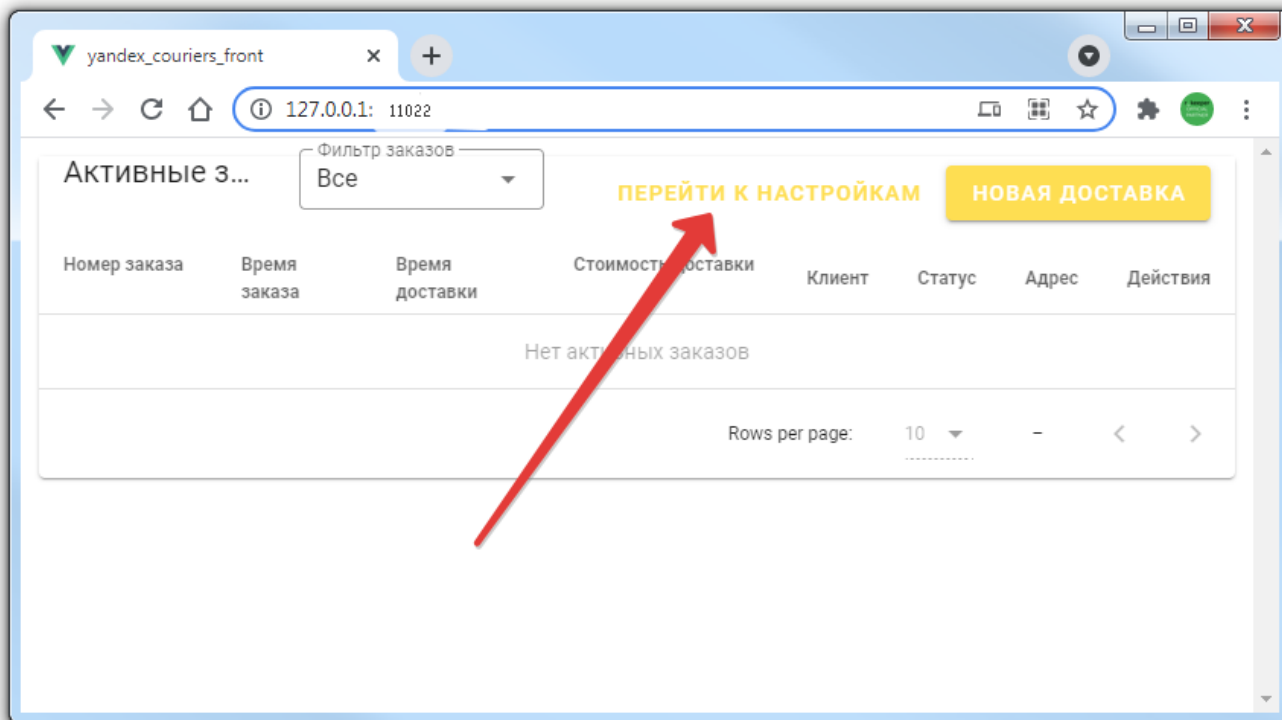 yandex_couriers_front
127.0.0.1: 11022
Активные з...
Фильтр заказов
Все
ПЕРЕЙТИ К НАСТРОЙКАМ
НОВАЯ ДОСТАВКА
Номер заказа
Время
заказа
Время
доставки
Стоимость доставки
Клиент
Статус
Адрес
Действия
Нет активных заказов
Rows per page:
10
–